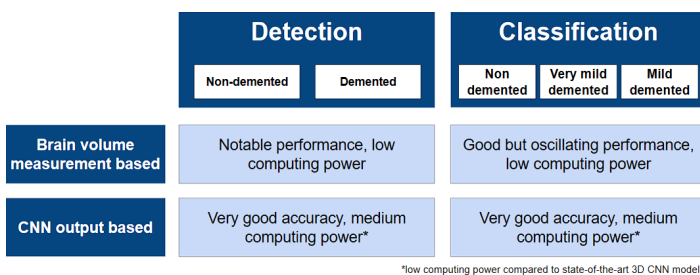 Detection
Classification
Non-demented
Demented
Non
demented
Very mild
demented
Mild
demented
Brain volume
measurement based
Notable performance, low
computing power
Good but oscillating performance,
low computing power
CNN output based
Very good accuracy, medium
computing power*
Very good accuracy, medium
computing power*
*low computing power compared to state-of-the-art 3D CNN model